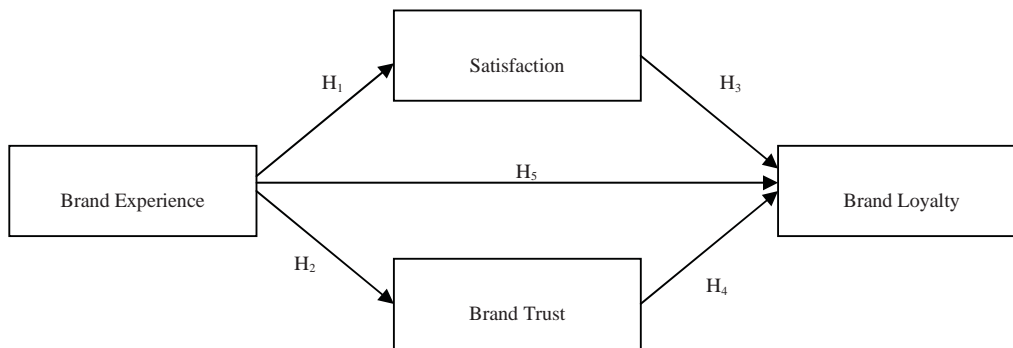 Satisfaction
H₁
H₃
Brand Experience
H₅
Brand Loyalty
H₂
H₄
Brand Trust